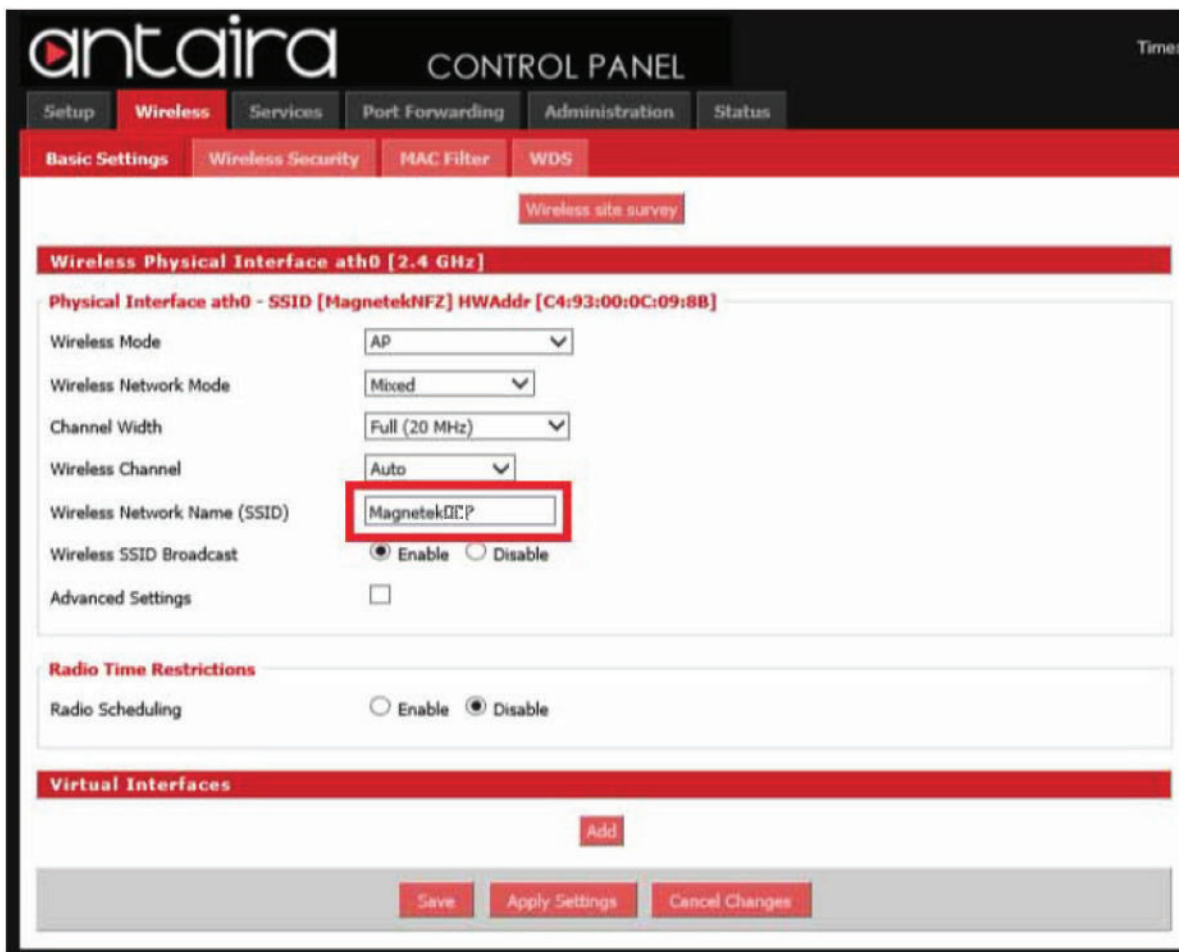 antaira
CONTROL PANEL
Time:
Setup Wireless Services Port Forwarding Administration Status
Basic Settings Wireless Security MAC Filter WDS
Wireless site survey
Wireless Physical Interface ath0 [2.4 GHz]
Physical Interface ath0 - SSID [MagnetekNFZ] HWAddr [C4:93:00:0C:09:8B]
Wireless Mode AP
Wireless Network Mode Mixed
Channel Width Full (20 MHz)
Wireless Channel Auto
Wireless Network Name (SSID)
Wireless SSID Broadcast Enable Disable
Advanced Settings
Radio Time Restrictions
Radio Scheduling Enable Disable
Virtual Interfaces
Add
Save Apply Settings Cancel Changes